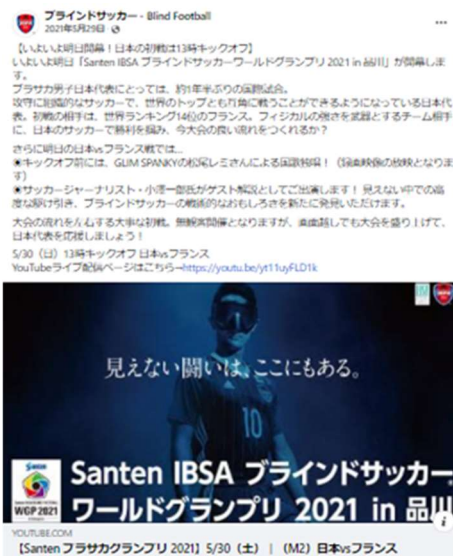 ブラインドサッカー - Blind Football
2021年5月29日
【いよいよ明日開幕！日本の初戦は13時キックオフ】
いよいよ明日「Santen IBSA ブラインドサッカーワールドグランプリ 2021 in 品川」が開幕しま
す。
ブラサカ男子日本代表にとっては、約1年半ぶりの国際試合。
攻守に組織的なサッカーで、世界のトップとも互角に戦うことができるようになっている日本代
表。初戦の相手は、世界ランキング14位のフランス。フィジカルの強さを武器とするチーム相手
に、日本のサッカーで勝利を掴み、今大会の良い流れをつくれるか？
さらに明日の日本vsフランス戦では…
◉キックオフ前には、GLIM SPANKYの松尾レミさんによる国歌独唱！（録画映像の放映となりま
す）
◉サッカージャーナリスト・小澤一郎氏がゲスト解説としてご出演します！ 見えない中での高
度な駆け引き、ブラインドサッカーの戦術的なおもしろさを新たに発見いただけます。
大会の流れを左右する大事な初戦。無観客開催となりますが、画面越しでも大会を盛り上げて、
日本代表を応援しましょう！
5/30（日）13時キックオフ 日本vsフランス
YouTubeライブ配信ページはこちら→https://youtu.be/yt11uyFLD1k
見えない闘いは、ここにもある。
10
Santen
WGP 2021
Santen IBSA ブラインドサッカー
ワールドグランプリ 2021 in 品川
YOUTUBE.COM
【Santen ブラサカグランプリ 2021】5/30（土）｜（M2）日本vsフランス